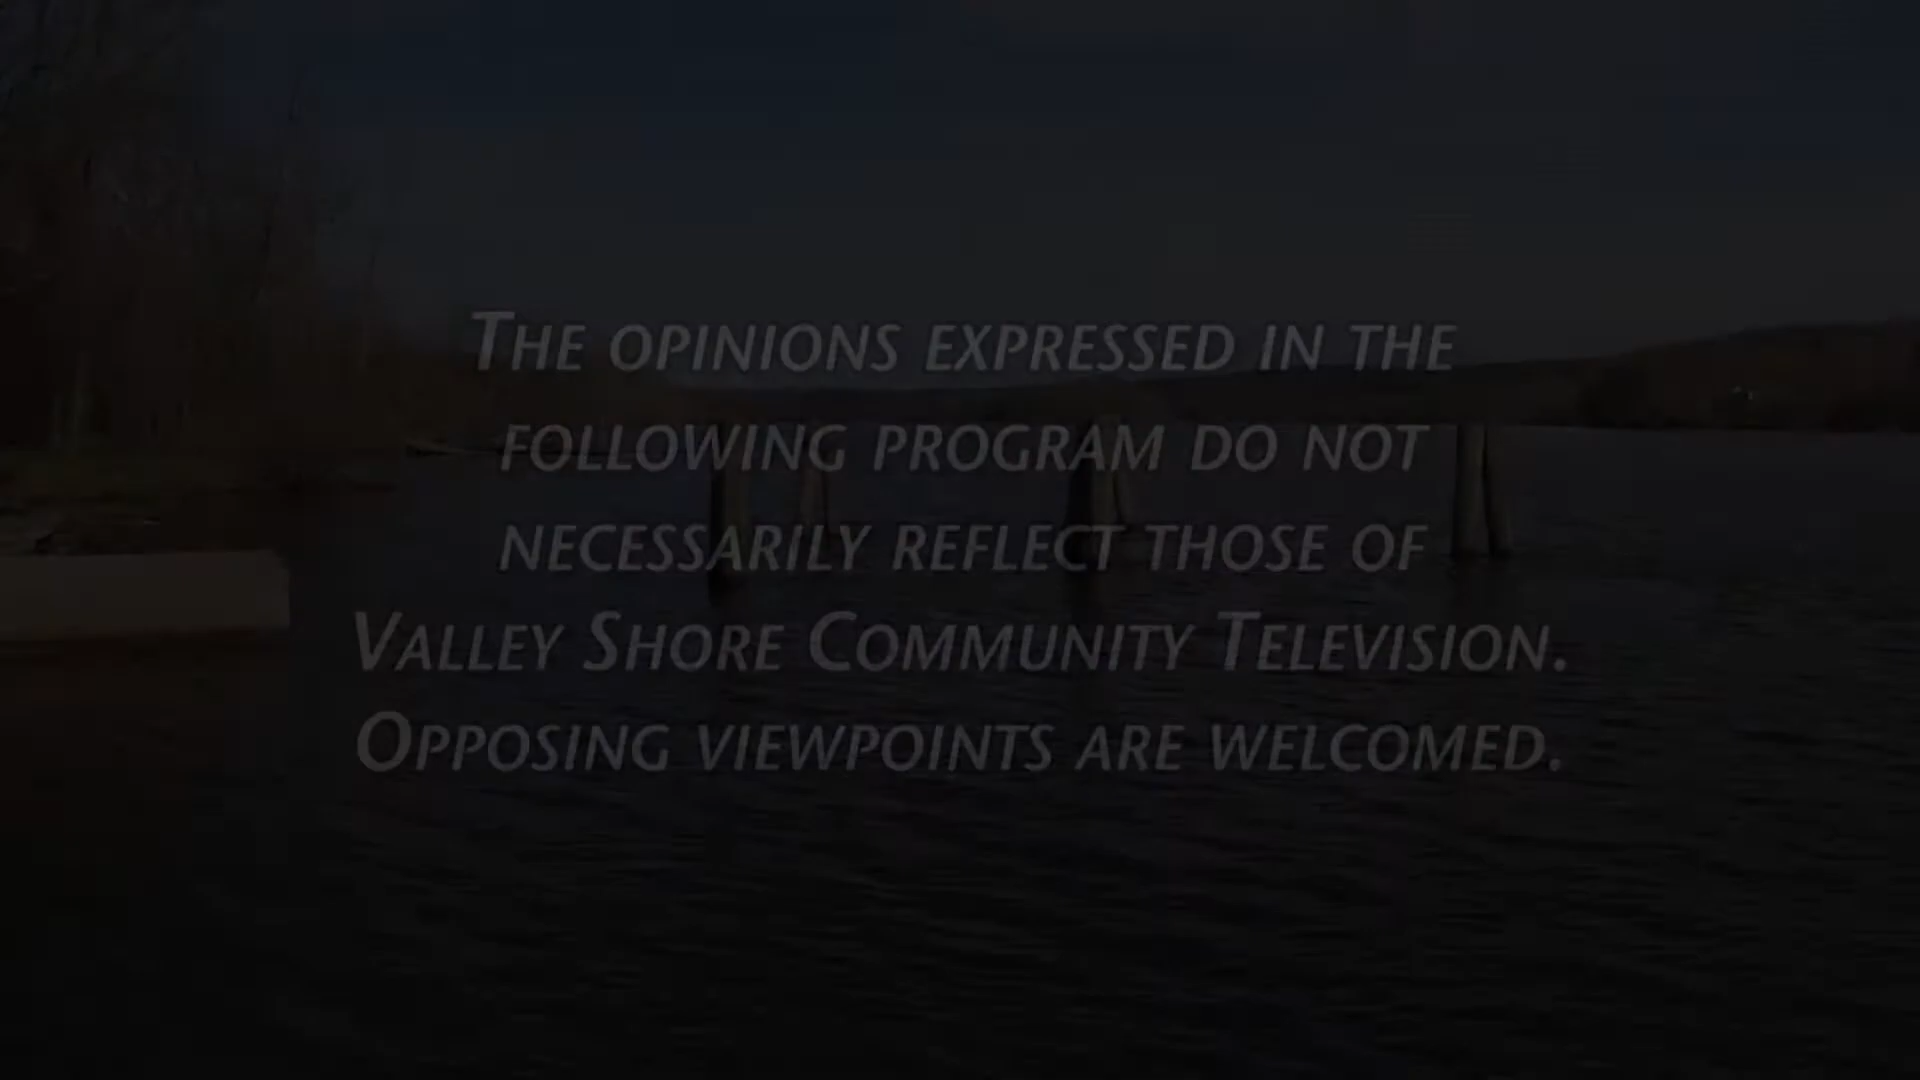 The opinions expressed in the
following program do not
necessarily reflect those of
Valley Shore Community Television.
Opposing viewpoints are welcomed.